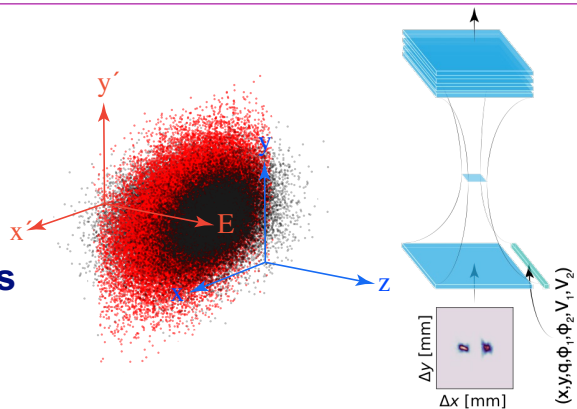 y´
x´
E
y
x
z
s
Δy [mm]
Δx [mm]
(x,y,q,ϕ₁,ϕ₂,V₁,V₂)